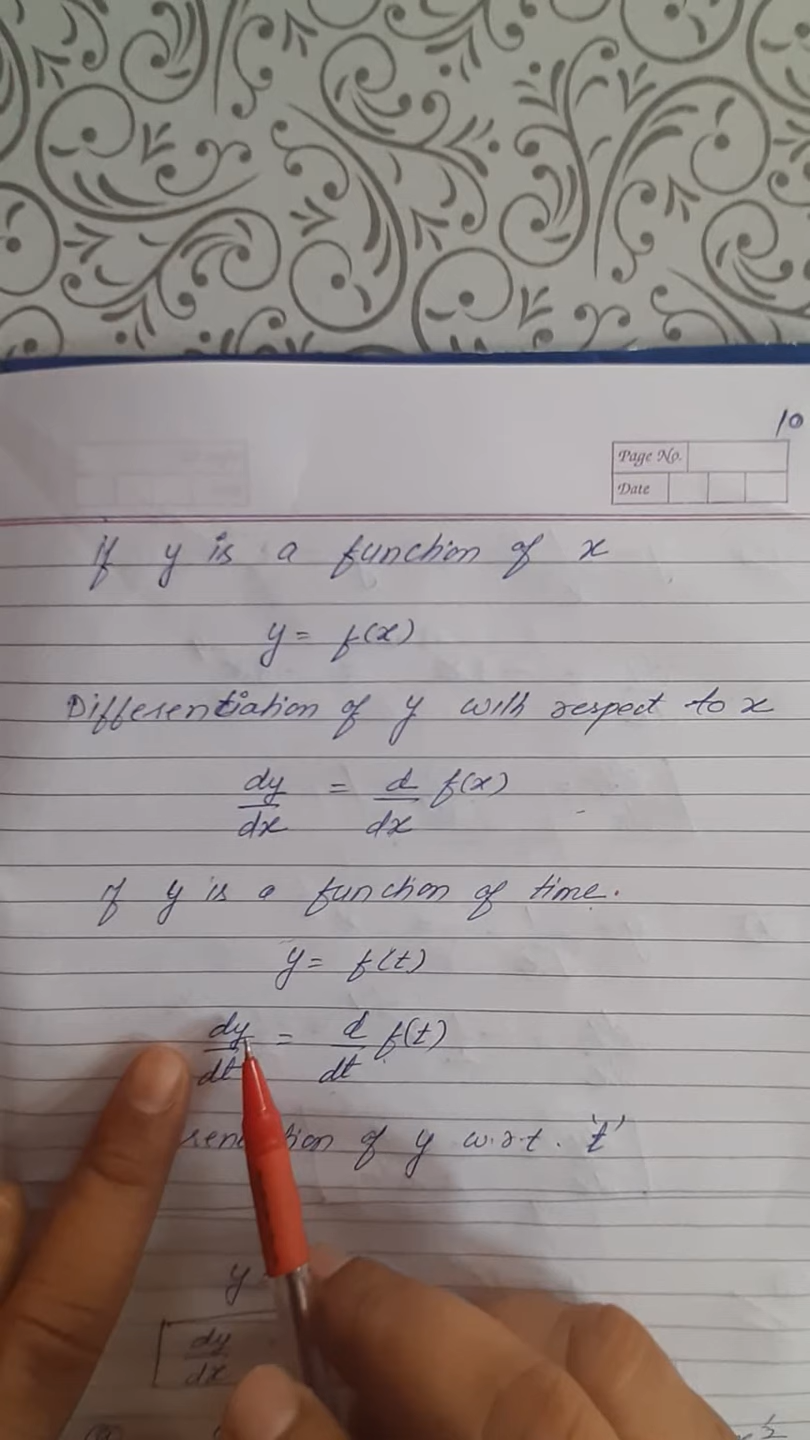 10
Page No.
Date
If y is a function of x
y = f(x)
Differentiation of y with respect to x
dy/dx = d/dx f(x)
If y is a function of time.
y = f(t)
dy/dt = d/dt f(t)
of y w.r.t. 't'
y
dy/dx